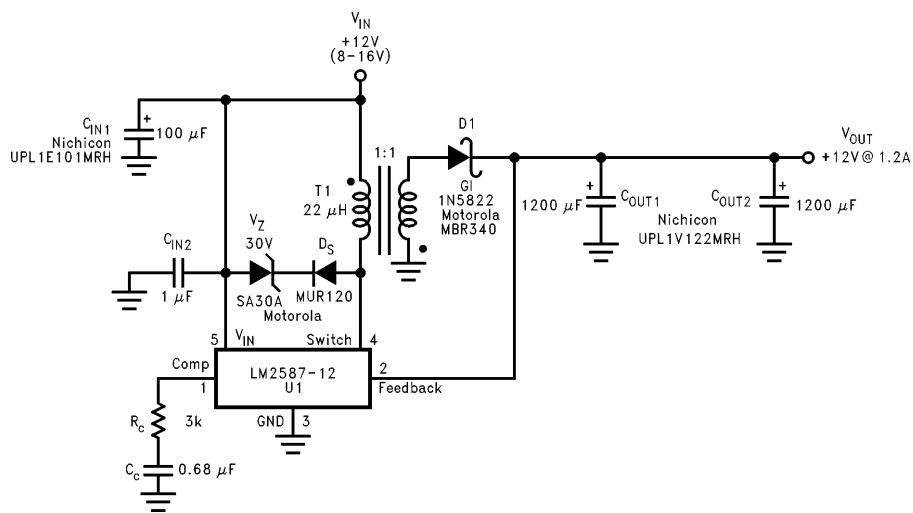 V_IN
+12V
(8-16V)
C_IN1
Nichicon
UPL1E101MRH
+
100 μF
D1
GI
1N5822
Motorola
MBR340
1:1
T1
22 μH
V_OUT
+12V @ 1.2A
+
1200 μF
C_OUT1
C_OUT2
+
1200 μF
Nichicon
UPL1V122MRH
C_IN2
1 μF
V_Z
30V
SA30A
D_S
MUR120
Motorola
5
V_IN
Switch
4
Comp
1
LM2587-12
U1
2
Feedback
GND
3
R_c
3k
C_c
0.68 μF